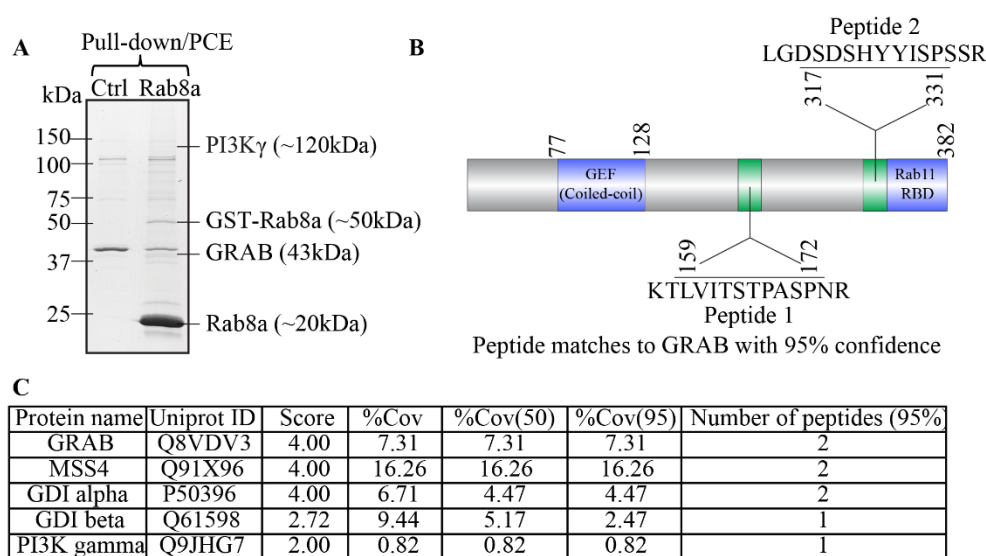 A
Pull-down/PCE
Ctrl Rab8a
kDa
150
100
75
50
37
25
PI3Kγ (~120kDa)
GST-Rab8a (~50kDa)
GRAB (43kDa)
Rab8a (~20kDa)
B
Peptide 2
LGDSDSHYYISPSSR
317 331
77 128 382
GEF
(Coiled-coil)
Rab11
RBD
159 172
KTLVITSTPASPNR
Peptide 1
Peptide matches to GRAB with 95% confidence
C
Protein name Uniprot ID Score %Cov %Cov(50) %Cov(95) Number of peptides (95%)
GRAB Q8VDV3 4.00 7.31 7.31 7.31 2
MSS4 Q91X96 4.00 16.26 16.26 16.26 2
GDI alpha P50396 4.00 6.71 4.47 4.47 2
GDI beta Q61598 2.72 9.44 5.17 2.47 1
PI3K gamma Q9JHG7 2.00 0.82 0.82 0.82 1